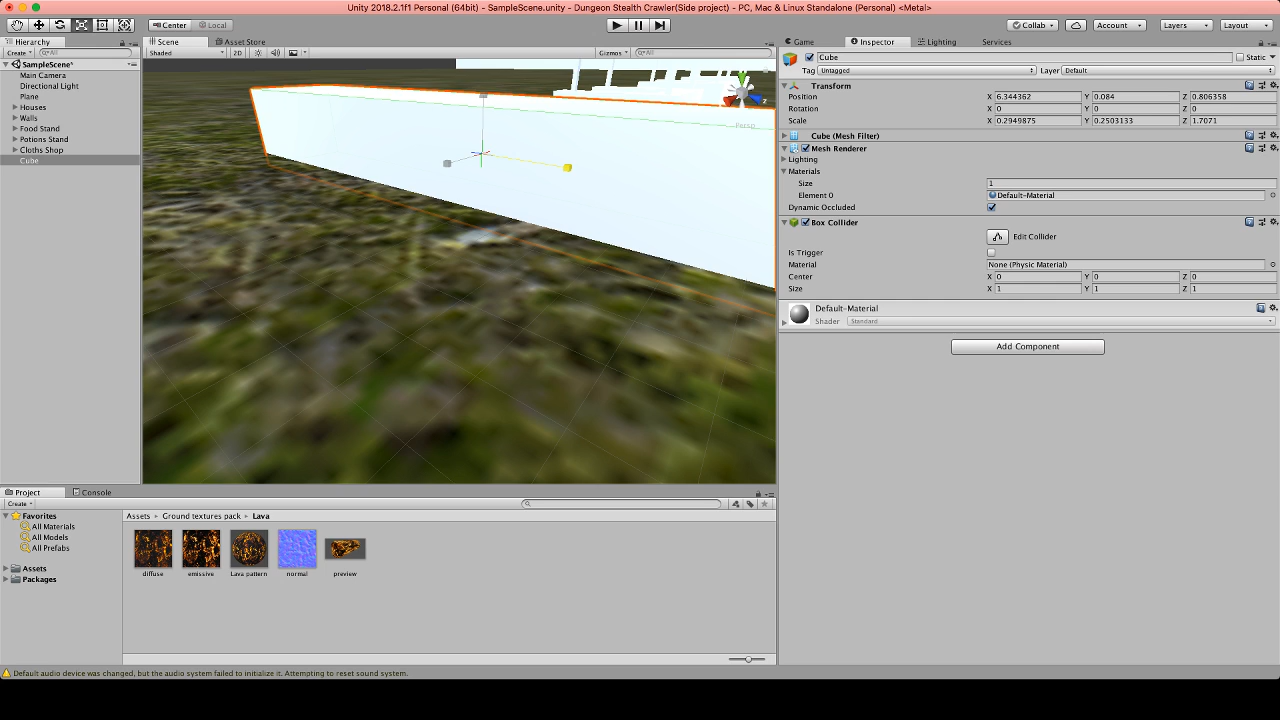 Unity 2018.2.1f1 Personal (64bit) - SampleScene.unity - Dungeon Stealth Crawler(Side project) - PC, Mac & Linux Standalone (Personal) <Metal>
Center Local Collab Account Layers Layout
Hierarchy Scene Asset Store Game Inspector Lighting Services
Create All Shaded 2D Gizmos All
SampleScene*
Main Camera
Directional Light
Plane
Houses
Walls
Food Stand
Potions Stand
Cloths Shop
Cube
z
Persp
Cube Static
Tag Untagged Layer Default
Transform
Position X 6.344362 Y 0.084 Z 0.806358
Rotation X 0 Y 0 Z 0
Scale X 0.2949875 Y 0.2503133 Z 1.7071
Cube (Mesh Filter)
Mesh Renderer
Lighting
Materials
Size 1
Element 0 Default-Material
Dynamic Occluded
Box Collider
Edit Collider
Is Trigger
Material None (Physic Material)
Center X 0 Y 0 Z 0
Size X 1 Y 1 Z 1
Default-Material
Shader Standard
Add Component
Project Console
Create
Favorites
All Materials
All Models
All Prefabs
Assets
Packages
Assets Ground textures pack Lava
diffuse emissive Lava pattern normal preview
Default audio device was changed, but the audio system failed to initialize it. Attempting to reset sound system.